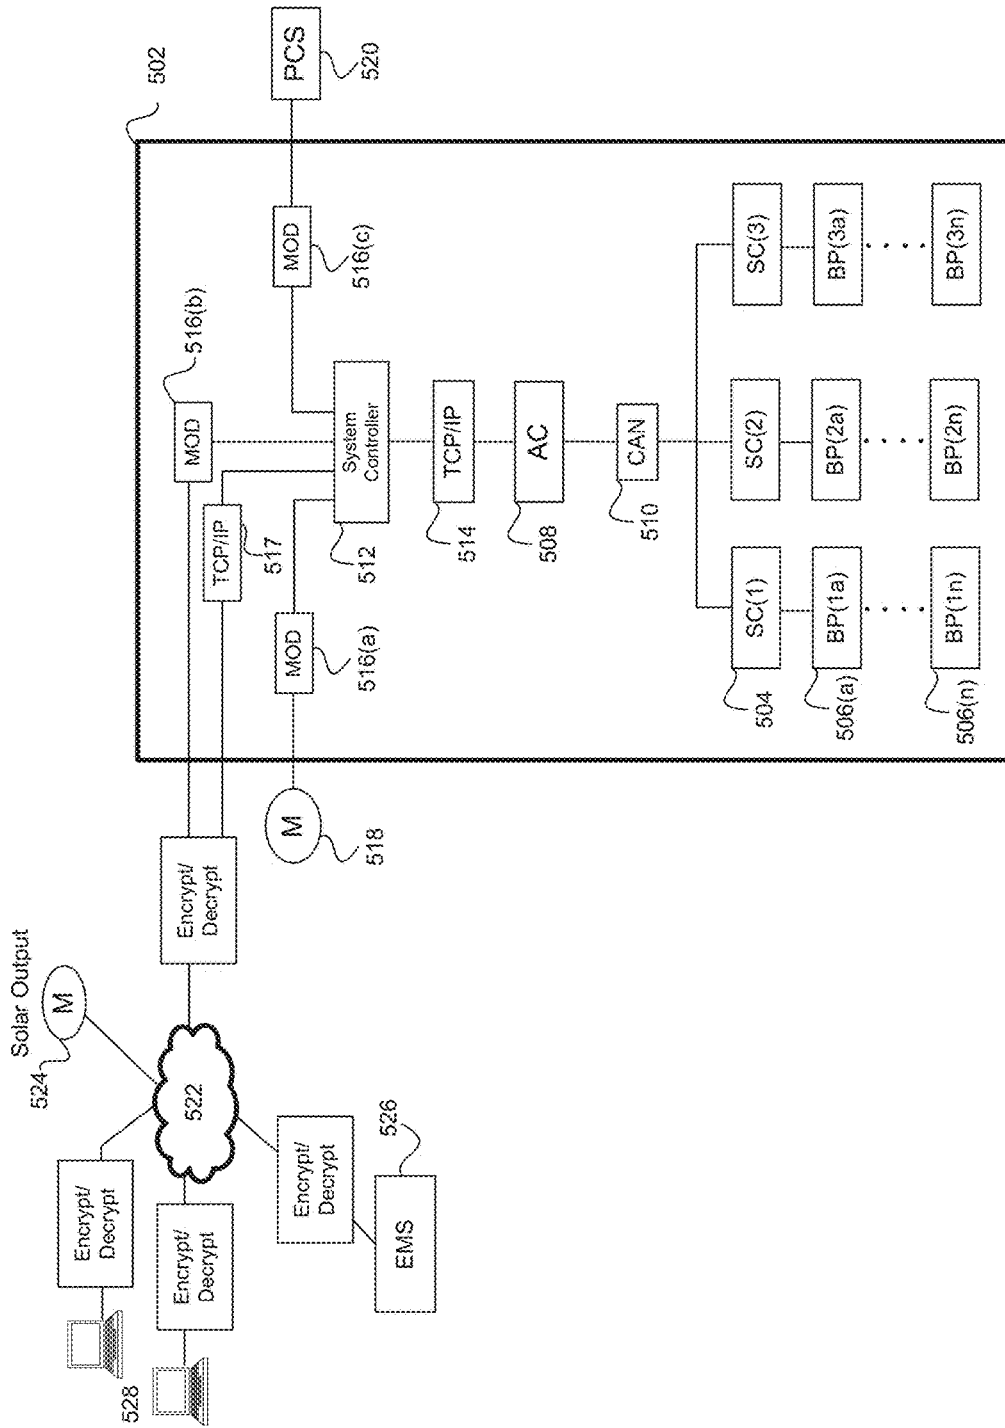 Solar Output
524
M
522
Encrypt/
Decrypt
Encrypt/
Decrypt
528
Encrypt/
Decrypt
EMS
526
Encrypt/
Decrypt
M
518
502
MOD
516(b)
TCP/IP
517
MOD
516(a)
MOD
516(c)
PCS
520
System
Controller
512
TCP/IP
514
AC
508
CAN
510
SC(1)
SC(2)
SC(3)
504
BP(1a)
BP(2a)
BP(3a)
506(a)
BP(1n)
BP(2n)
BP(3n)
506(n)